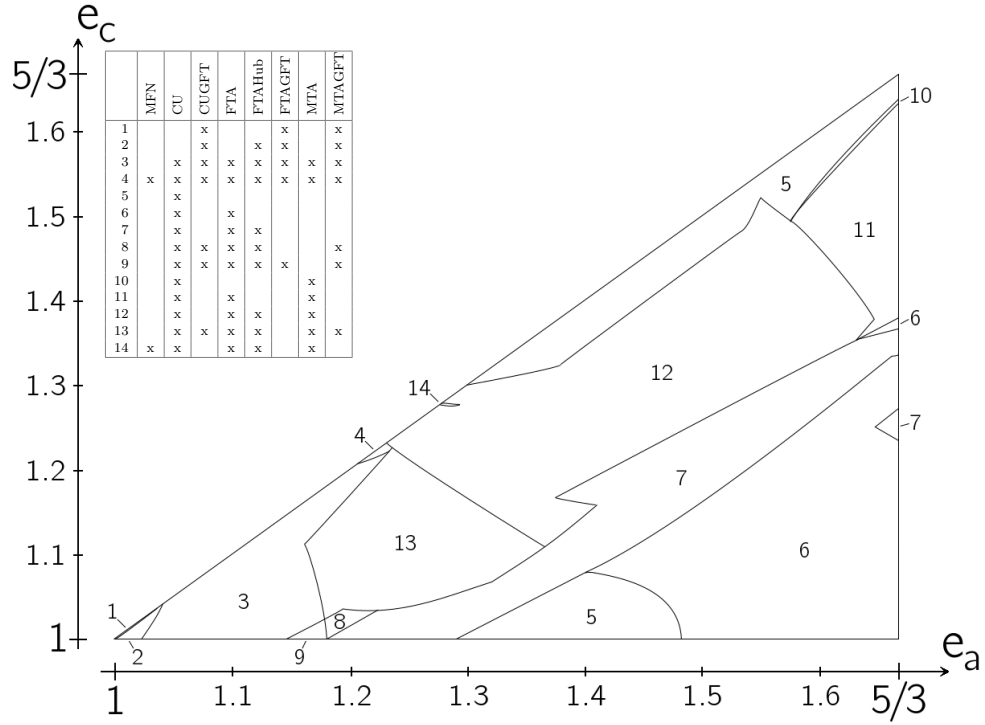 e_c
5/3
1.6
1.5
1.4
1.3
1.2
1.1
1
MFN CU CUGFT FTA FTAHub FTAGFT MTA MTAGFT
1 x x x
2 x x x x
3 x x x x x x x
4 x x x x x x x x
5 x
6 x x
7 x x x
8 x x x x x
9 x x x x x x
10 x x
11 x x x
12 x x x x
13 x x x x x x
14 x x x x x
10
5
11
6
12
14
7
4
7
13
6
3
5
8
1
2
9
1 1.1 1.2 1.3 1.4 1.5 1.6 5/3
e_a